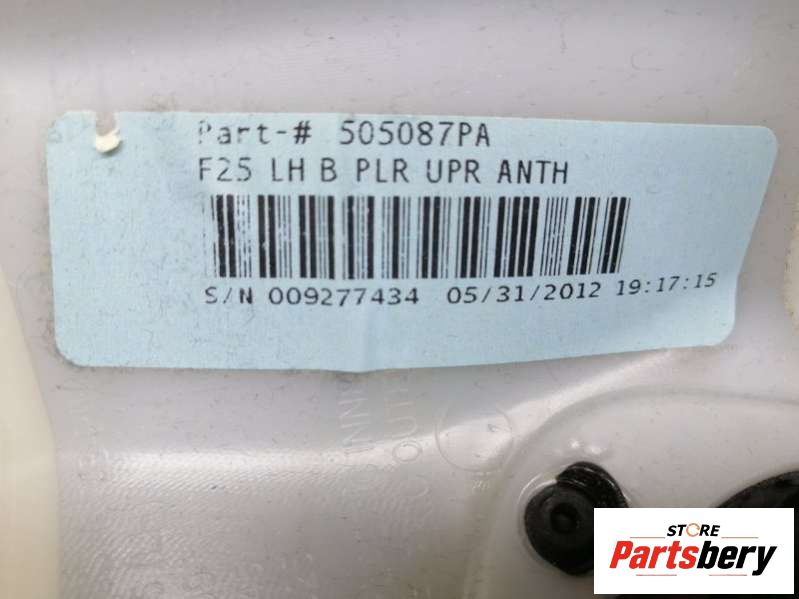 Part-# 505087PA
F25 LH B PLR UPR ANTH
S/N 009277434 05/31/2012 19:17:15
STORE
Partsbery